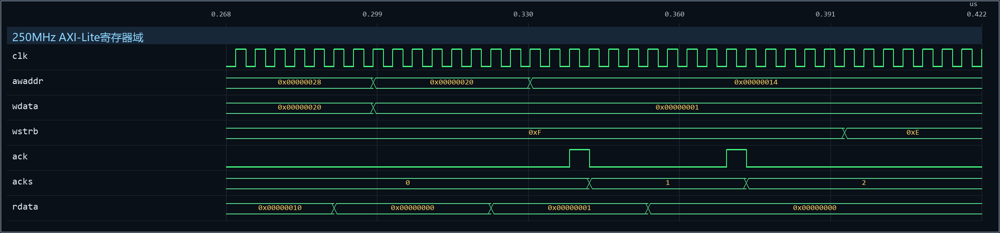 us
0.268 0.299 0.330 0.360 0.391 0.422
250MHz AXI-Lite寄存器域
clk
awaddr 0x00000028 0x00000020 0x00000014
wdata 0x00000020 0x00000001
wstrb 0xF 0xE
ack
acks 0 1 2
rdata 0x00000010 0x00000000 0x00000001 0x00000000